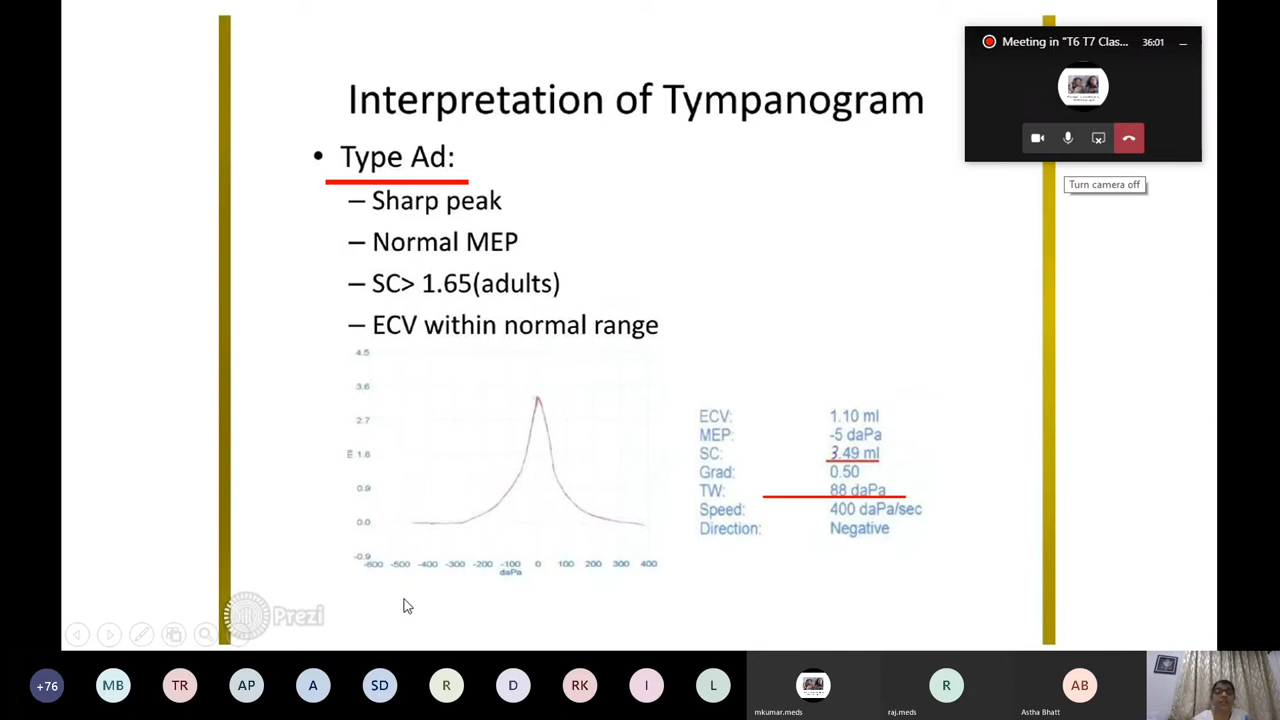 Meeting in "T6 T7 Clas...
36:01
Interpretation of Tympanogram
• Type Ad:
Turn camera off
– Sharp peak
– Normal MEP
– SC> 1.65(adults)
– ECV within normal range
4.5
3.6
2.7
1.8
0.9
0.0
-0.9
-600 -500 -400 -300 -200 -100 0 100 200 300 400
daPa
ECV: 1.10 ml
MEP: -5 daPa
SC: 3.49 ml
Grad: 0.50
TW: 88 daPa
Speed: 400 daPa/sec
Direction: Negative
Prezi
+76 MB TR AP A SD R D RK I L R AB
mkumar.meds raj.meds Astha Bhatt